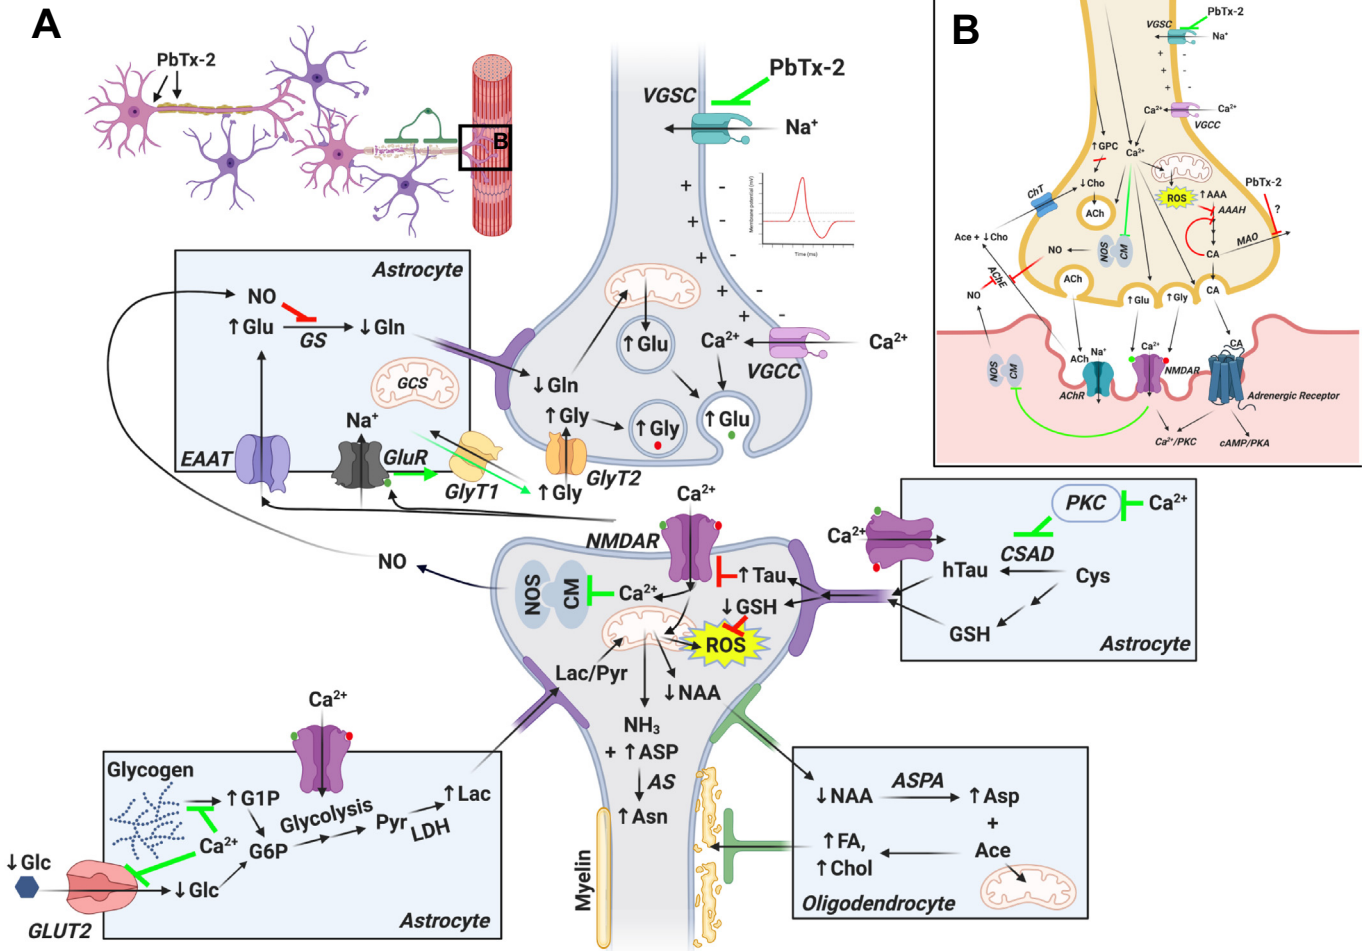 A
PbTx-2
B
VGSC
PbTx-2
Na⁺
+ -
+ -
+ -
+ -
+ -
Membrane potential (mV)
Time (ms)
Astrocyte
NO
↑Glu
GS
↓Gln
GCS
Na⁺
EAAT
GluR
GlyT1
↑Gly
GlyT2
↓Gln
↑Gly
↑Glu
↑Gly
↑Glu
Ca²⁺
VGCC
Ca²⁺
NO
Ca²⁺
NMDAR
NOS
CM
Ca²⁺
↑Tau
↓GSH
ROS
Lac/Pyr
↓NAA
NH₃
+ ↑ASP
AS
↑Asn
Myelin
Ca²⁺
PKC
Ca²⁺
CSAD
hTau
Cys
GSH
Astrocyte
Ca²⁺
Glycogen
↑G1P
Glycolysis
↑Lac
Pyr
LDH
Ca²⁺
G6P
↓Glc
↓Glc
GLUT2
Astrocyte
↓NAA
ASPA
↑Asp
+
↑FA,
↑Chol
Ace
Oligodendrocyte
B
VGSC
PbTx-2
Na⁺
+ -
+ -
+ -
Ca²⁺
Ca²⁺
VGCC
↑GPC
Ca²⁺
↓Cho
ChT
ACh
ROS
↑AAA
AAAH
PbTx-2
?
MAO
CA
Ace + ↓Cho
NO
NOS
CM
AChE
NO
ACh
↑Glu
↑Gly
CA
NOS
CM
ACh
Na⁺
AChR
Ca²⁺
NMDAR
CA
Adrenergic Receptor
Ca²⁺/PKC
cAMP/PKA